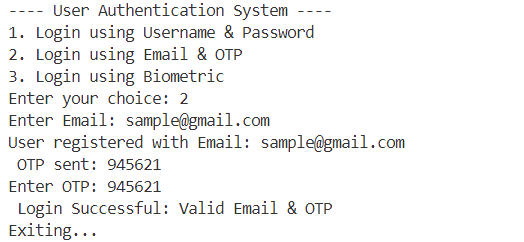 ---- User Authentication System ----
1. Login using Username & Password
2. Login using Email & OTP
3. Login using Biometric
Enter your choice: 2
Enter Email: sample@gmail.com
User registered with Email: sample@gmail.com
 OTP sent: 945621
Enter OTP: 945621
 Login Successful: Valid Email & OTP
Exiting...